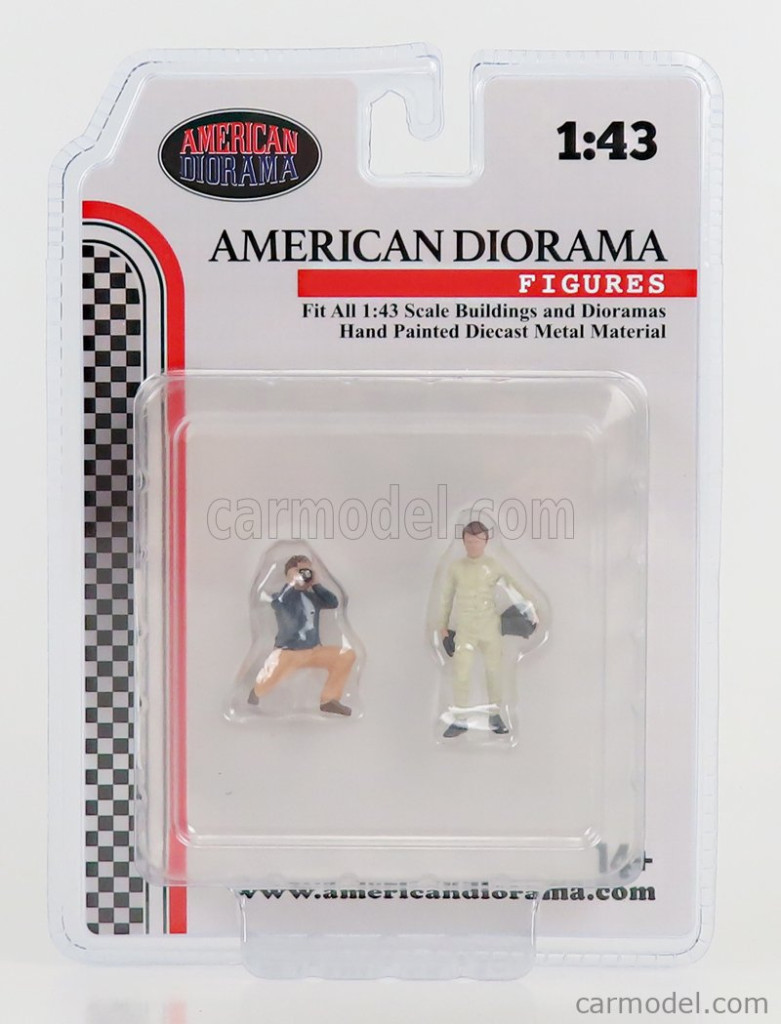 AMERICAN
DIORAMA
1:43
AMERICAN DIORAMA
FIGURES
Fit All 1:43 Scale Buildings and Dioramas
Hand Painted Diecast Metal Material
carmodel.com
14+
www.americandiorama.com
carmodel.com